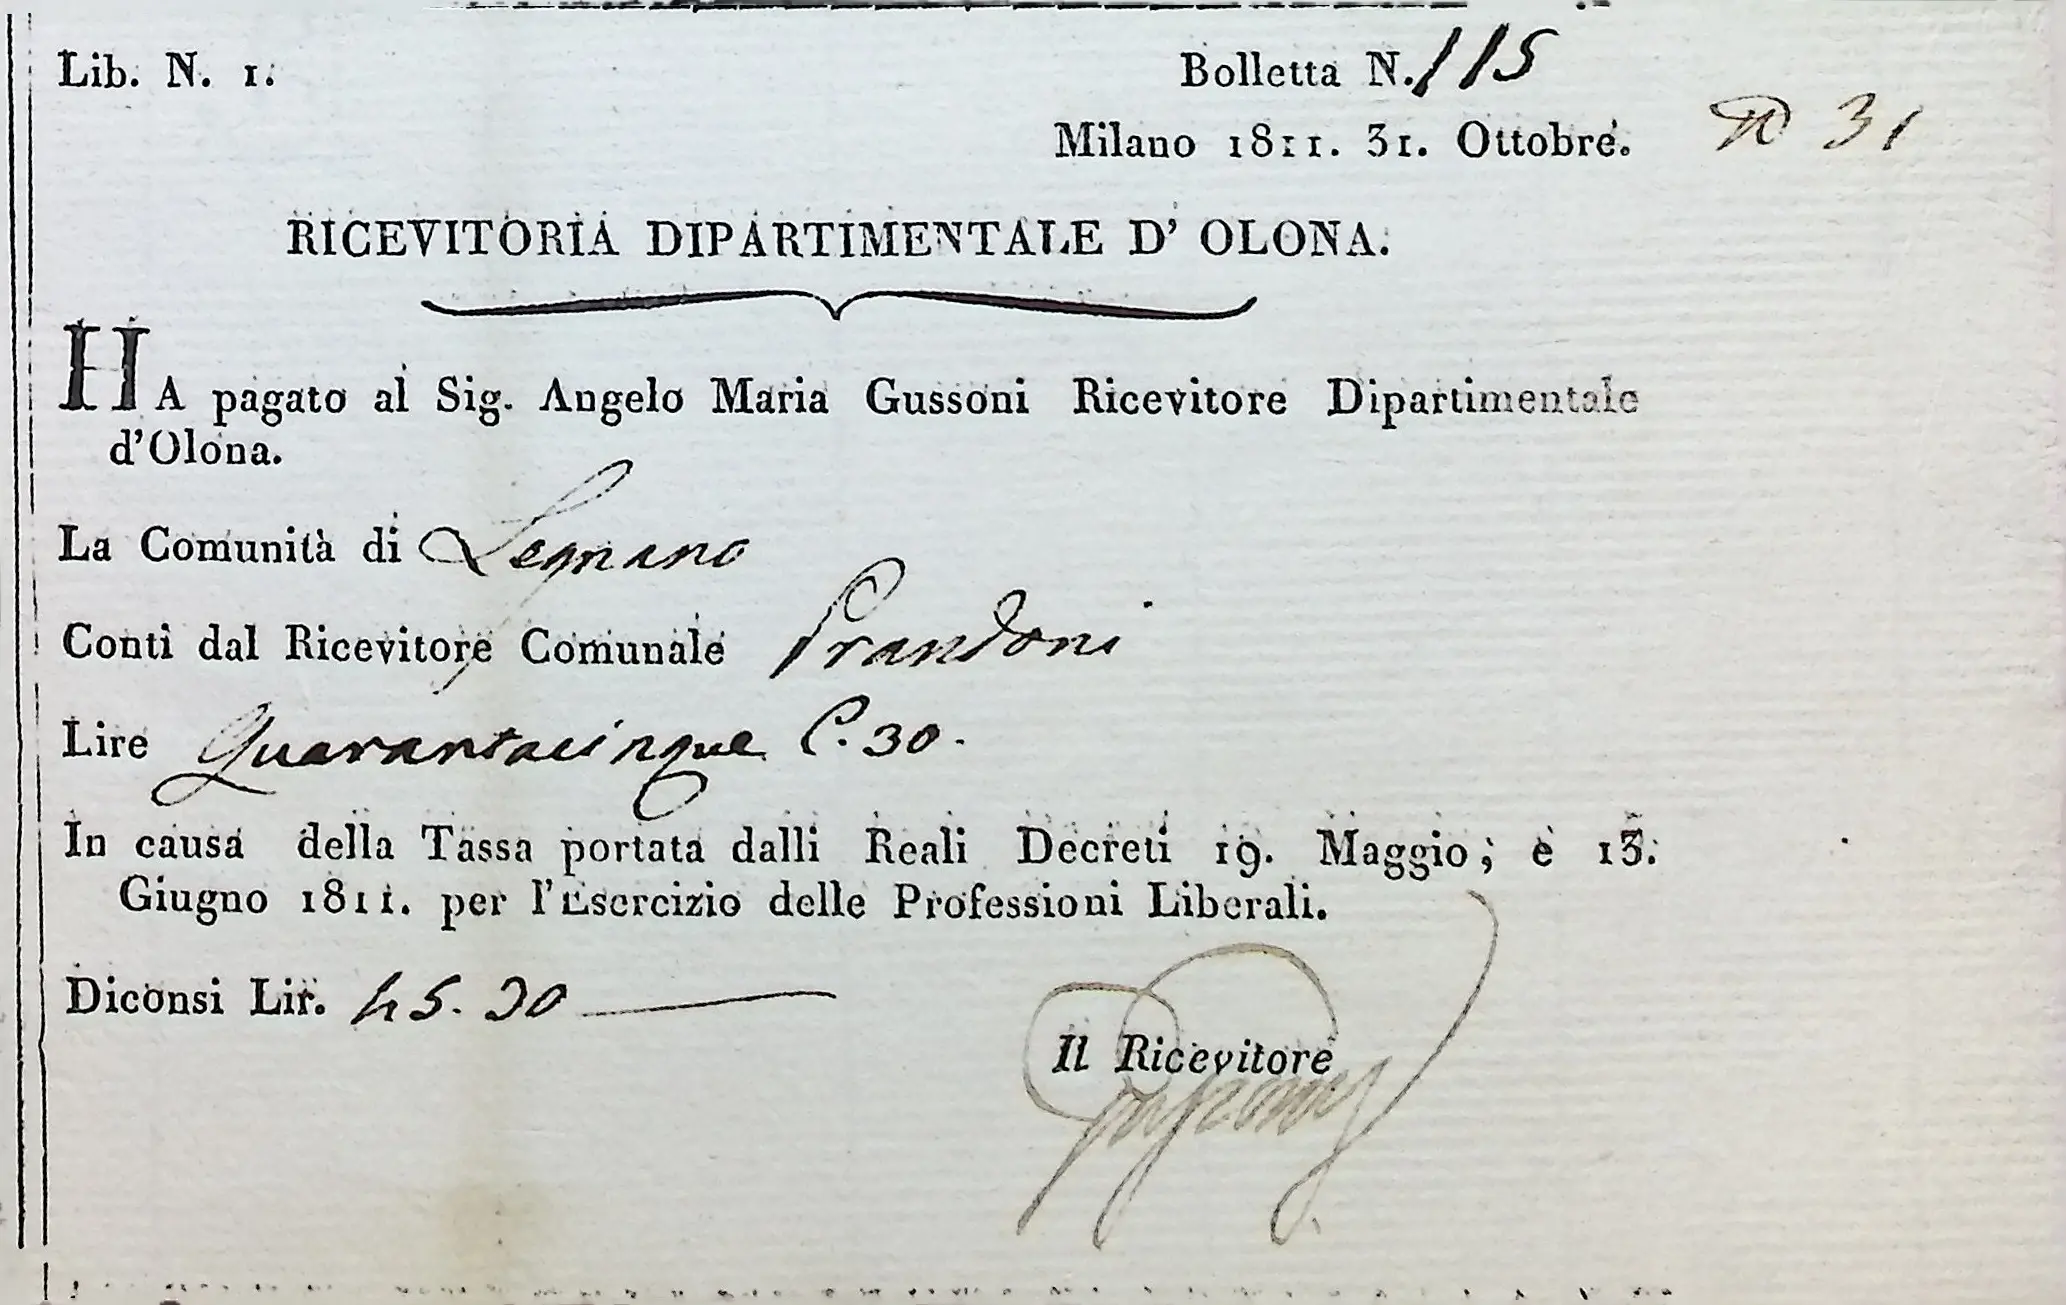 Lib. N. 1.
Bolletta N. 115
Milano 1811. 31. Ottobre.
N 31
RICEVITORIA DIPARTIMENTALE D' OLONA.
HA pagato al Sig. Angelo Maria Gussoni Ricevitore Dipartimentale
d'Olona.
La Comunità di Legnano
Conti dal Ricevitore Comunale Prandoni
Lire Quarantacinque C. 30.
In causa della Tassa portata dalli Reali Decreti 19. Maggio, e 13.
Giugno 1811. per l'Esercizio delle Professioni Liberali.
Diconsi Lir. 45. 30
Il Ricevitore
Gussoni